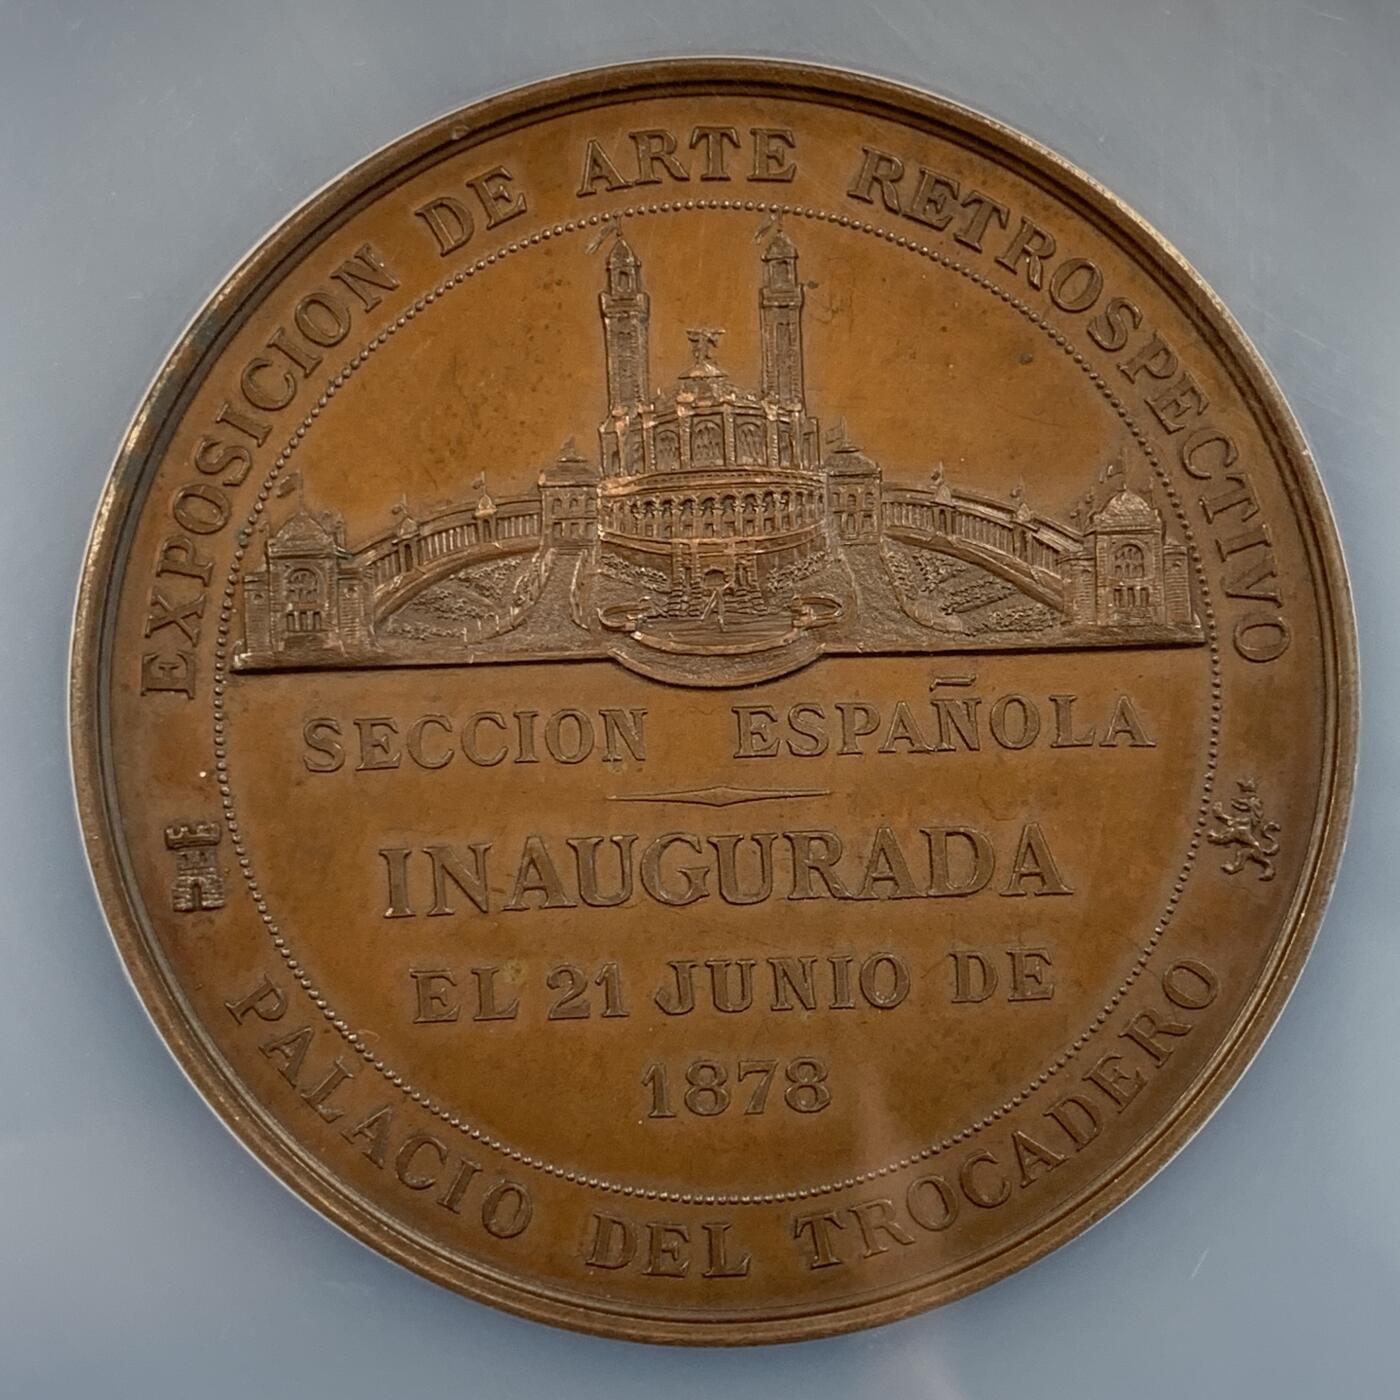 EXPOSICION DE ARTE RETROSPECTIVO
SECCION ESPAÑOLA
INAUGURADA
EL 21 JUNIO DE
1878
PALACIO DEL TROCADERO